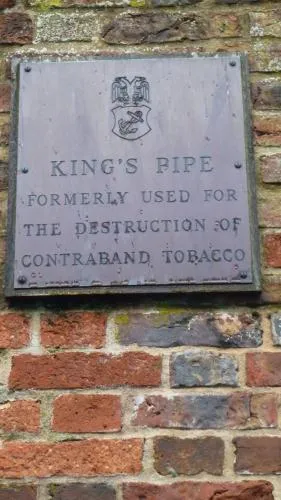 KING'S PIPE
FORMERLY USED FOR
THE DESTRUCTION OF
CONTRABAND TOBACCO